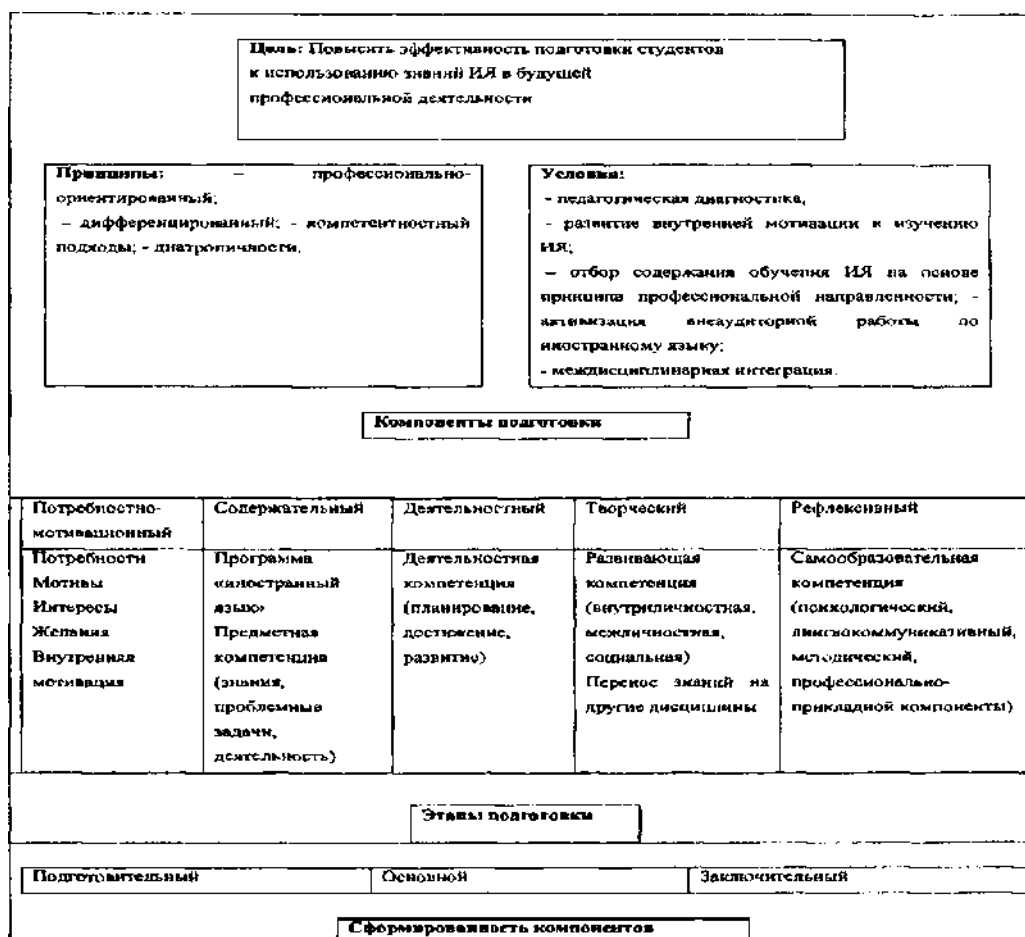 Цель: Повысить эффективность подготовки студентов
к использованию знаний ИЯ в будущей
профессиональной деятельности
Принципы: – профессионально-
ориентированный;
– дифференцированный; - компетентностный
подходы; - диатропичности;
Условия:
- педагогическая диагностика,
- развитие внутренней мотивации к изучению
ИЯ;
– отбор содержания обучения ИЯ на основе
принципа профессиональной направленности; -
активизация внеаудиторной работы по
иностранному языку;
- междисциплинарная интеграция.
Компоненты подготовки
Потребностно-
мотивационный
Содержательный
Деятельностный
Творческий
Рефлексивный
Потребности
Мотивы
Интересы
Желания
Внутренняя
мотивация
Программа
«иностранный
язык»
Предметная
компетенция
(знания,
проблемные
задачи,
деятельность)
Деятельностная
компетенция
(планирование,
достижение,
развитие)
Развивающая
компетенция
(внутриличностная,
межличностная,
социальная)
Перенос знаний на
другие дисциплины
Самообразовательная
компетенция
(психологический,
лингвокоммуникативный,
методический,
профессионально-
прикладной компоненты)
Этапы подготовки
Подготовительный
Основной
Заключительный
Сформированность компонентов